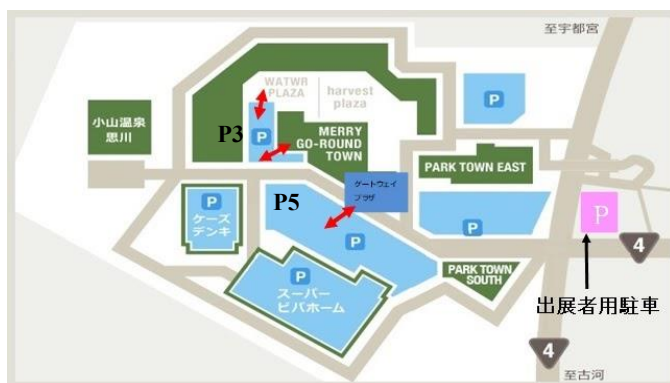 至宇都宮
WATWR
PLAZA
harvest
plaza
P
小山温泉
思川
P3
P
MERRY
GO-ROUND
TOWN
PARK TOWN EAST
ゲートウェイ
プラザ
P
P5
P
ケーズ
デンキ
P
P
P
4
PARK TOWN
SOUTH
P
スーパー
ビバホーム
出展者用駐車
4
至古河